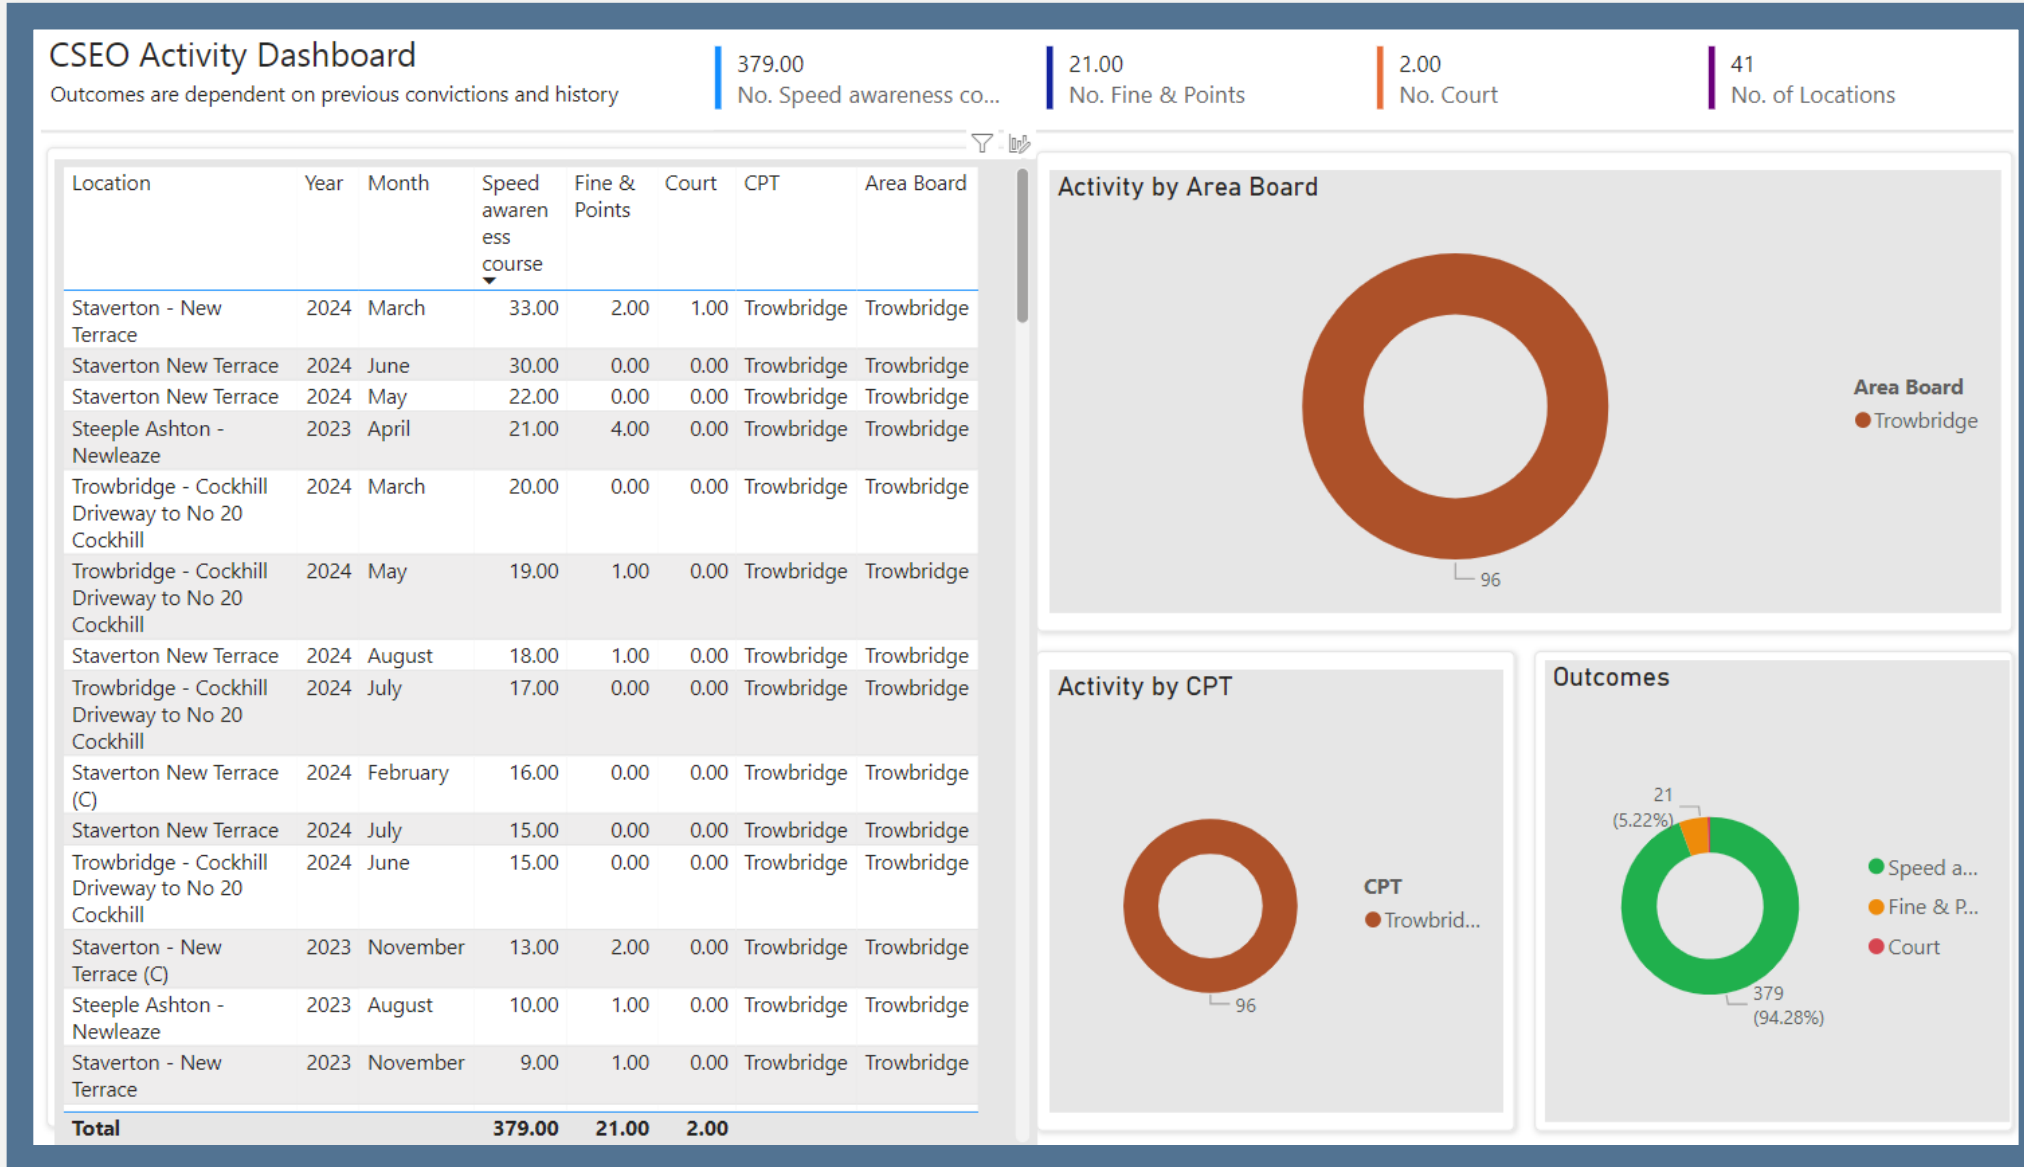 CSEO Activity Dashboard
Outcomes are dependent on previous convictions and history
379.00
No. Speed awareness co...
21.00
No. Fine & Points
2.00
No. Court
41
No. of Locations
Location Year Month Speed awaren ess course Fine & Points Court CPT Area Board
Staverton - New Terrace 2024 March 33.00 2.00 1.00 Trowbridge Trowbridge
Staverton New Terrace 2024 June 30.00 0.00 0.00 Trowbridge Trowbridge
Staverton New Terrace 2024 May 22.00 0.00 0.00 Trowbridge Trowbridge
Steeple Ashton - Newleaze 2023 April 21.00 4.00 0.00 Trowbridge Trowbridge
Trowbridge - Cockhill Driveway to No 20 Cockhill 2024 March 20.00 0.00 0.00 Trowbridge Trowbridge
Trowbridge - Cockhill Driveway to No 20 Cockhill 2024 May 19.00 1.00 0.00 Trowbridge Trowbridge
Staverton New Terrace 2024 August 18.00 1.00 0.00 Trowbridge Trowbridge
Trowbridge - Cockhill Driveway to No 20 Cockhill 2024 July 17.00 0.00 0.00 Trowbridge Trowbridge
Staverton New Terrace (C) 2024 February 16.00 0.00 0.00 Trowbridge Trowbridge
Staverton New Terrace 2024 July 15.00 0.00 0.00 Trowbridge Trowbridge
Trowbridge - Cockhill Driveway to No 20 Cockhill 2024 June 15.00 0.00 0.00 Trowbridge Trowbridge
Staverton - New Terrace (C) 2023 November 13.00 2.00 0.00 Trowbridge Trowbridge
Steeple Ashton - Newleaze 2023 August 10.00 1.00 0.00 Trowbridge Trowbridge
Staverton - New Terrace 2023 November 9.00 1.00 0.00 Trowbridge Trowbridge
Total 379.00 21.00 2.00
Activity by Area Board
96
Area Board
Trowbridge
Activity by CPT
96
CPT
Trowbrid...
Outcomes
21
(5.22%)
379
(94.28%)
Speed a...
Fine & P...
Court